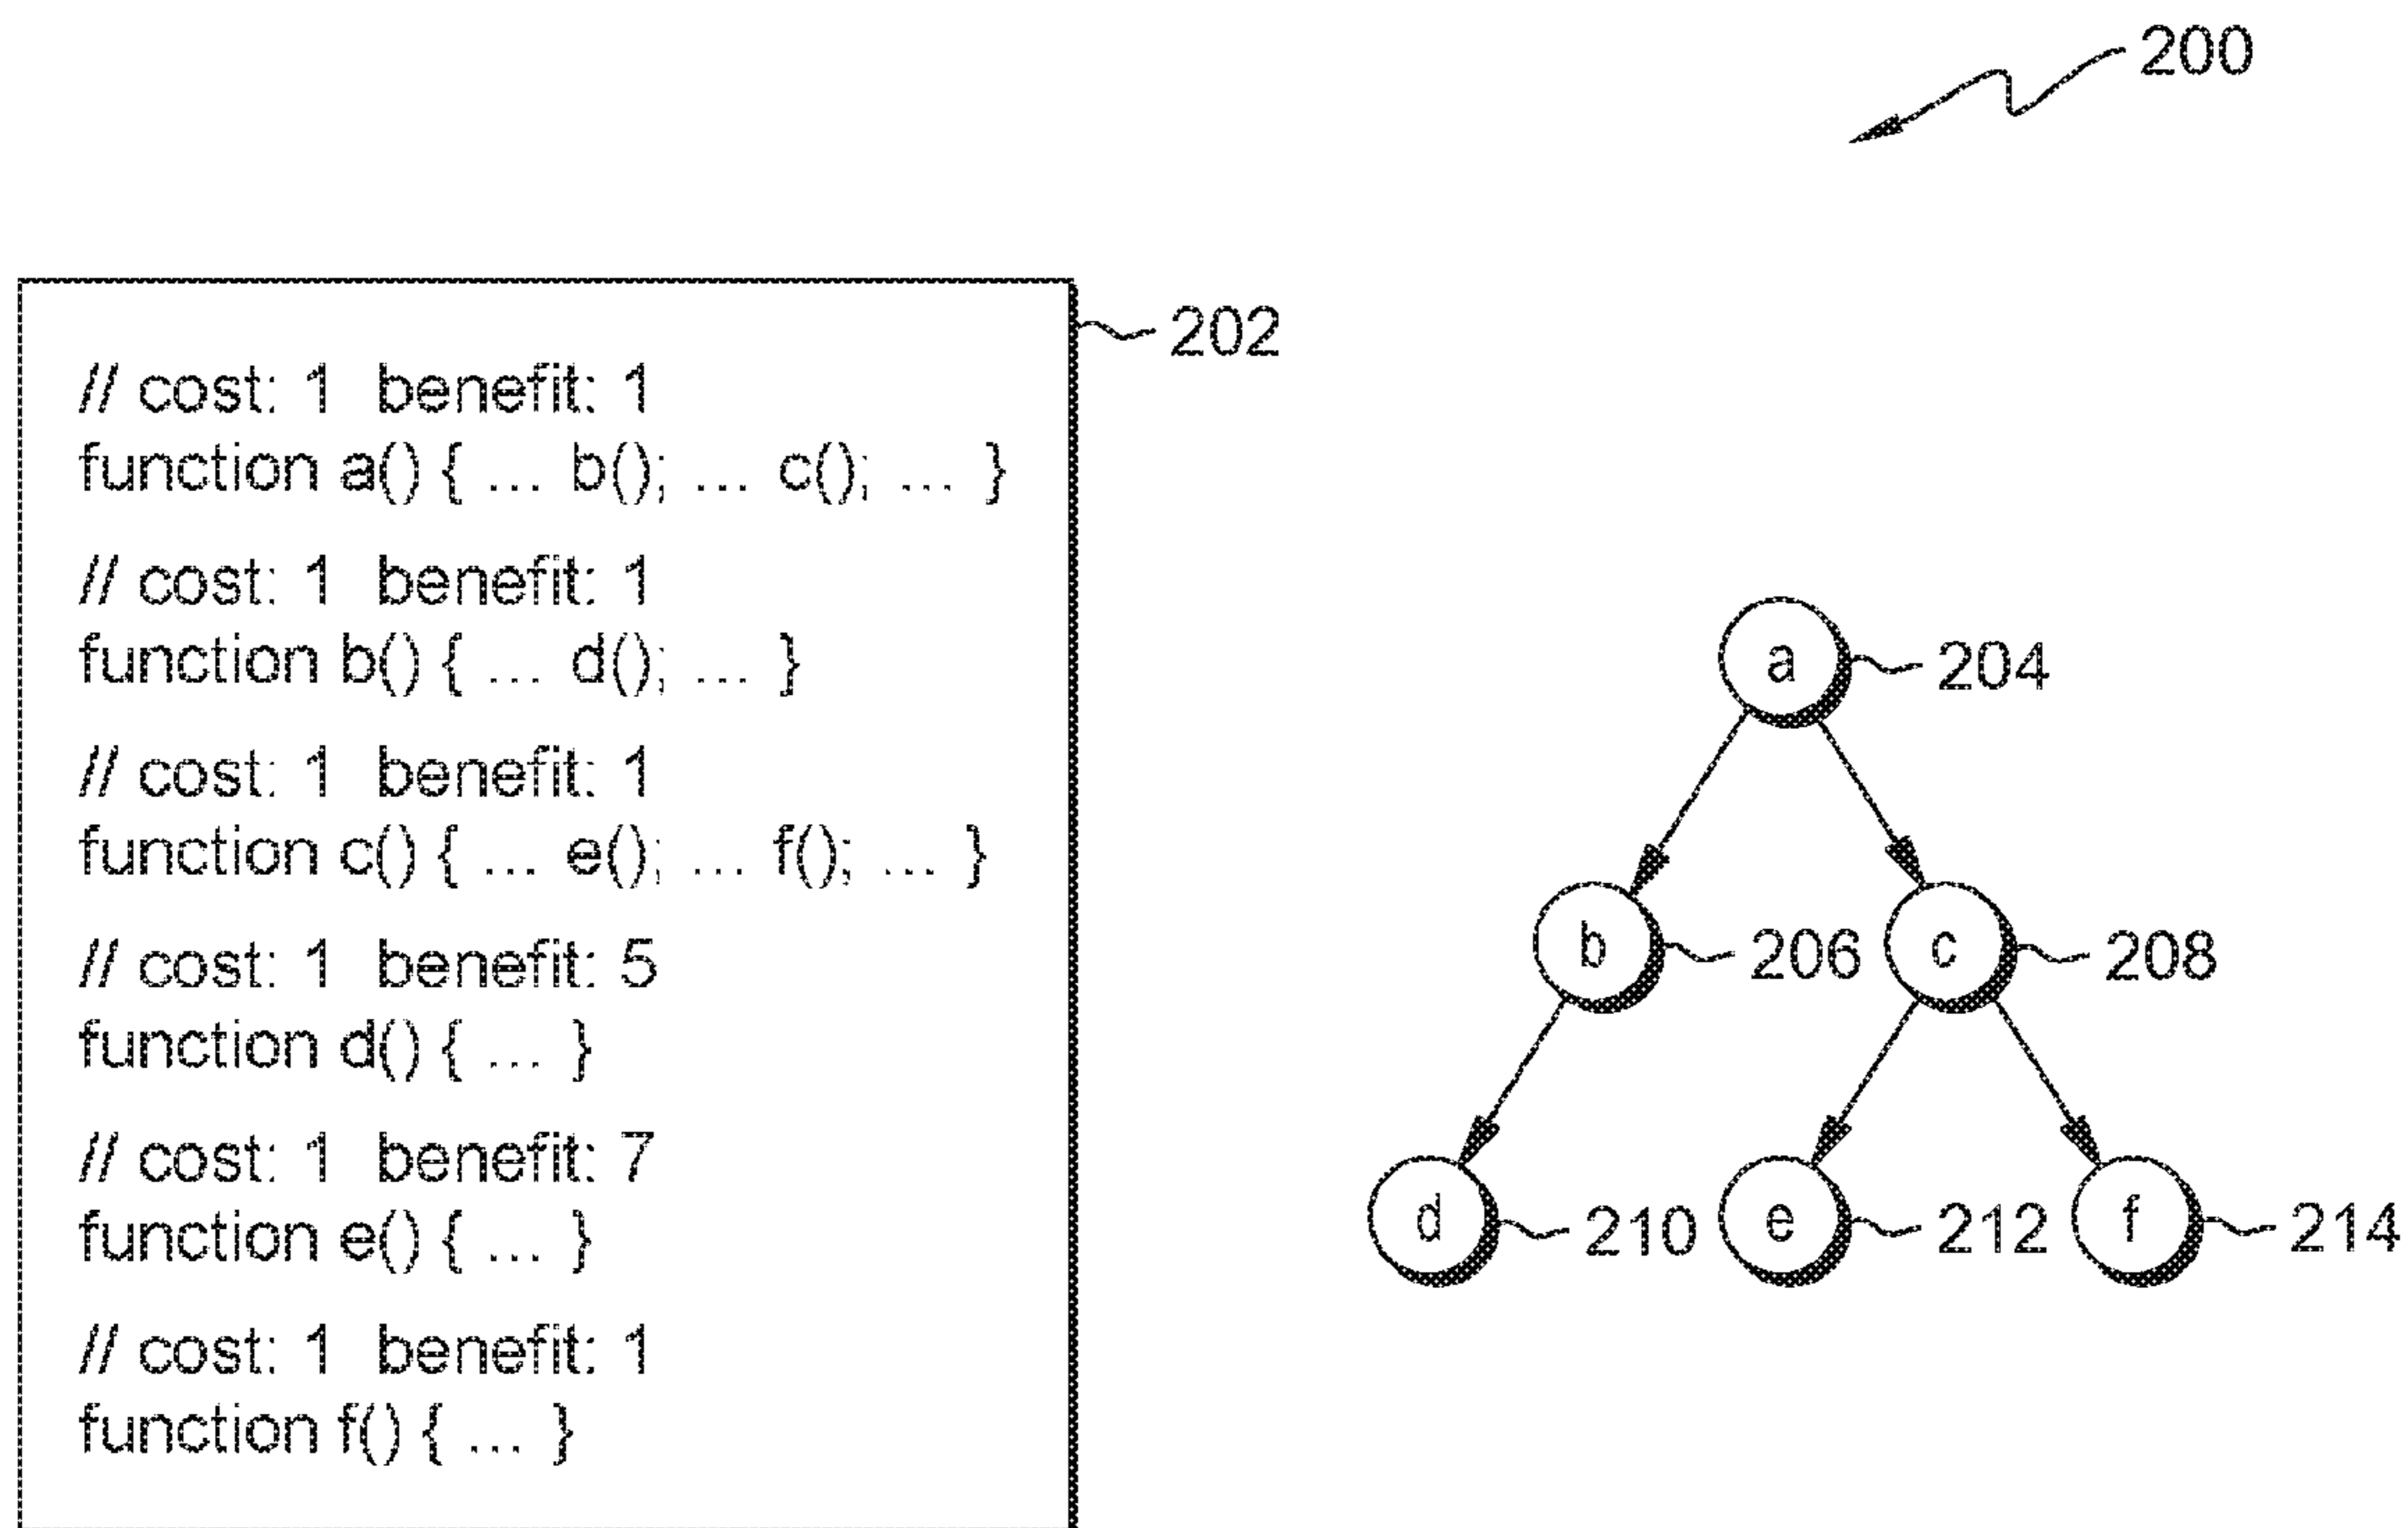 200
202
// cost: 1 benefit: 1
function a() { ... b(); ... c(); ... }
// cost: 1 benefit: 1
function b() { ... d(); ... }
// cost: 1 benefit: 1
function c() { ... e(); ... f(); ... }
// cost: 1 benefit: 5
function d() { ... }
// cost: 1 benefit: 7
function e() { ... }
// cost: 1 benefit: 1
function f() { ... }
a 204
b 206 c 208
d 210 e 212 f 214